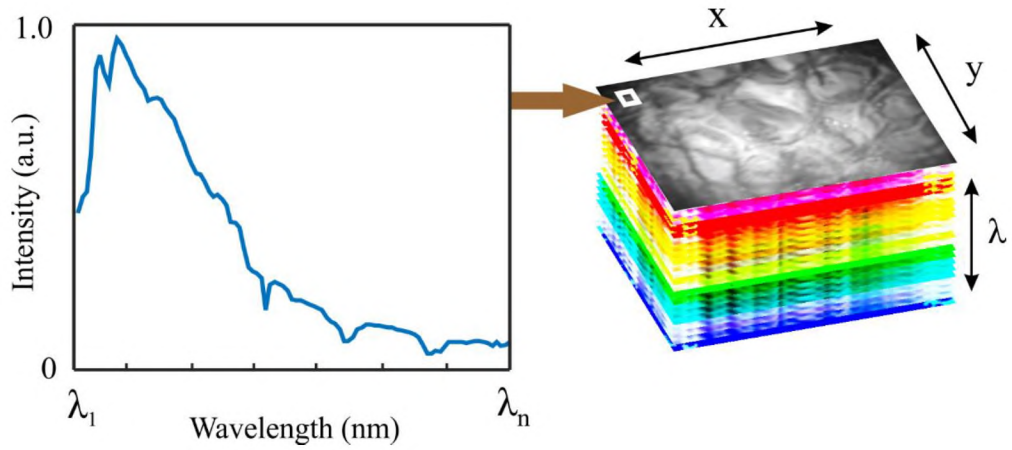 1.0
Intensity (a.u.)
0
λ1
Wavelength (nm)
λn
x
y
λ